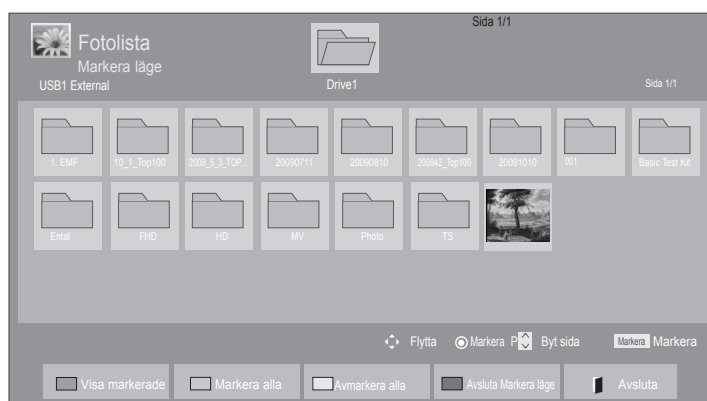 Sida 1/1
Fotolista
Markera läge
USB1 External
Drive1
Sida 1/1
1. EMF
10_1_Top100
2009_5_3_TOP...
20090711
20090810
200942_Top100
20091010
001
Basic Test Kit
Ental
FHD
HD
MV
Photo
TS
Flytta Markera P Byt sida Markera Markera
Visa markerade Markera alla Avmarkera alla Avsluta Markera läge Avsluta